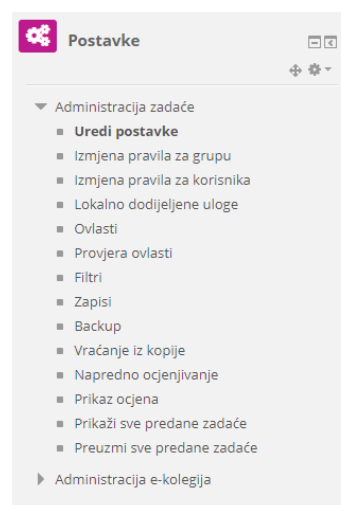 Postavke
Administracija zadaće
Uredi postavke
Izmjena pravila za grupu
Izmjena pravila za korisnika
Lokalno dodijeljene uloge
Ovlasti
Provjera ovlasti
Filtri
Zapisi
Backup
Vraćanje iz kopije
Napredno ocjenjivanje
Prikaz ocjena
Prikaži sve predane zadaće
Preuzmi sve predane zadaće
Administracija e-kolegija